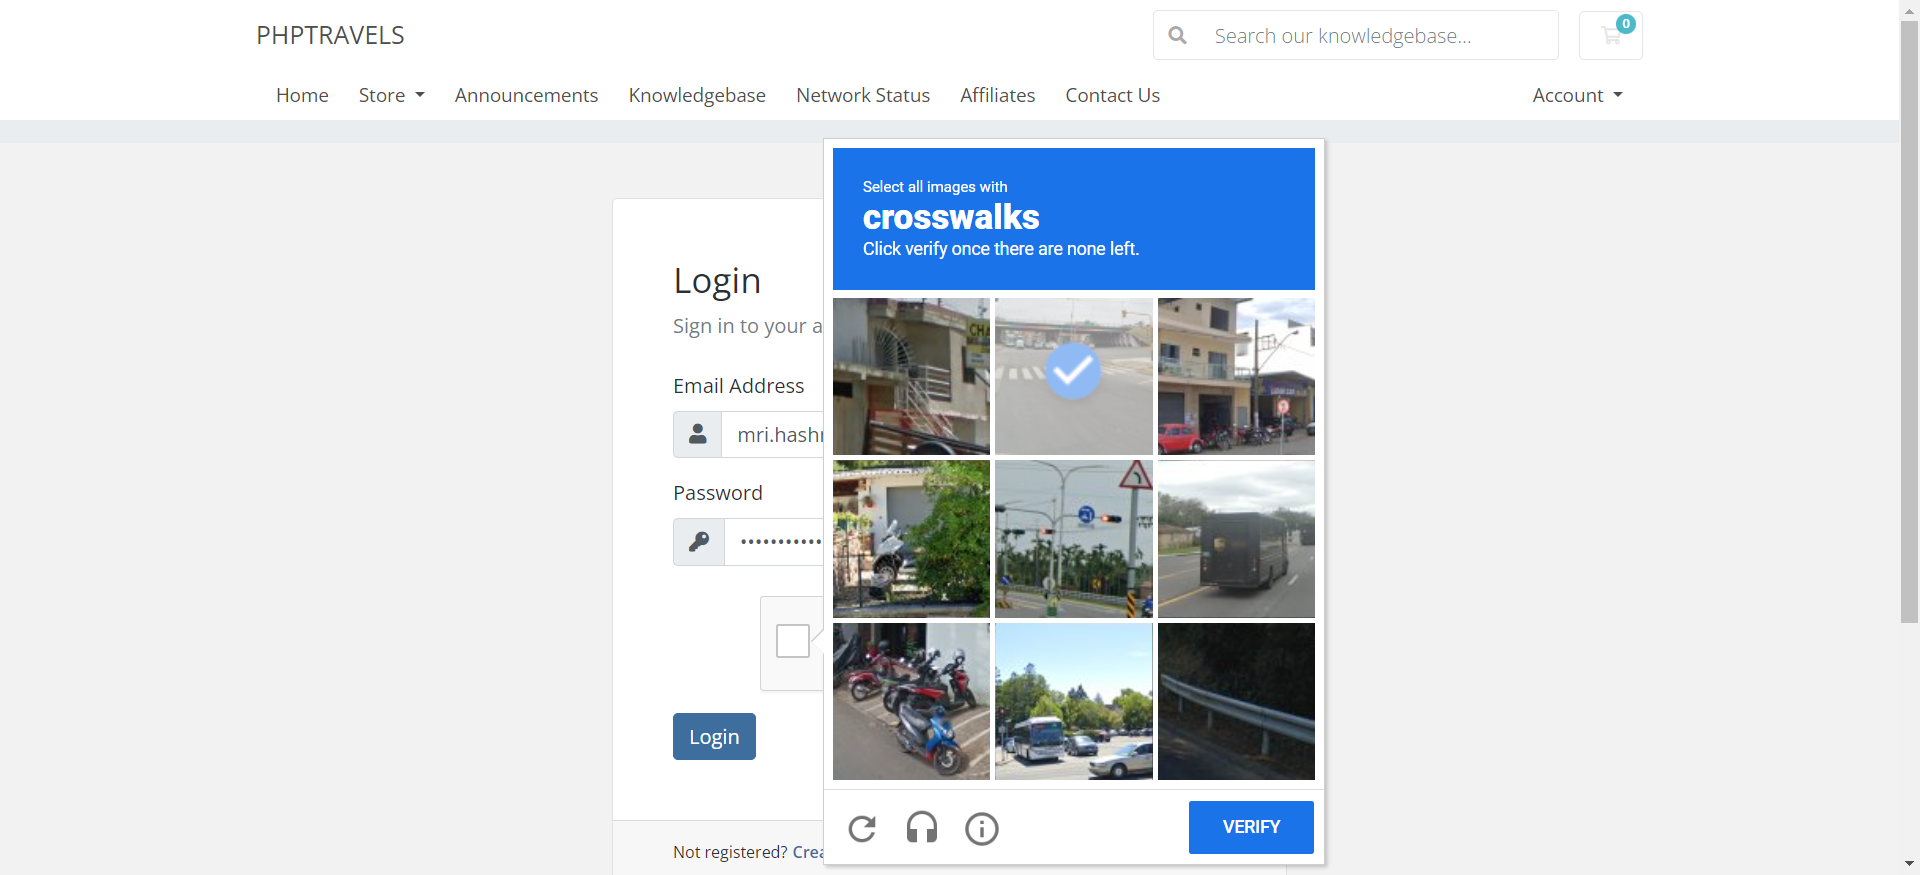 PHPTRAVELS
Search our knowledgebase...
0
Home
Store
Announcements
Knowledgebase
Network Status
Affiliates
Contact Us
Account
Select all images with
crosswalks
Click verify once there are none left.
CHA
Login
Sign in to your a
Email Address
mri.hash
Password
Login
VERIFY
Not registered? Crea